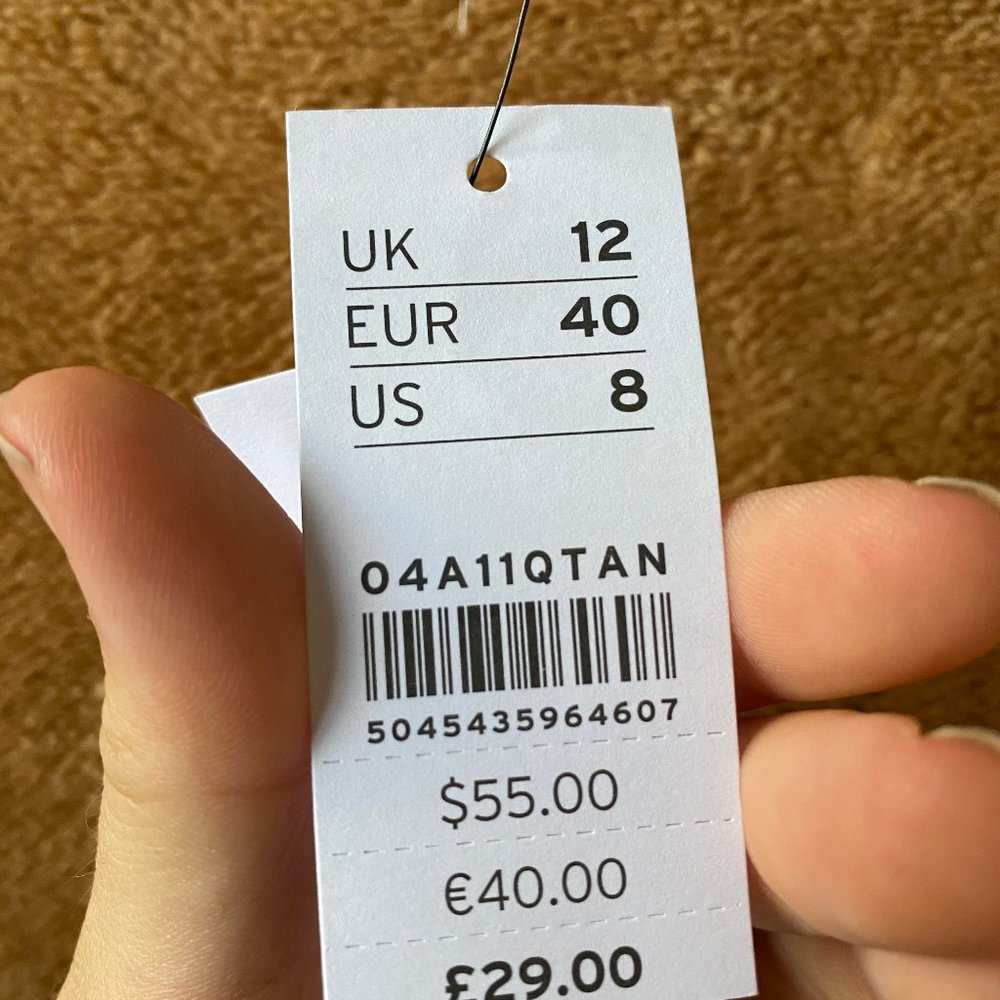 UK 12
EUR 40
US 8
04A11QTAN
5045435964607
$55.00
€40.00
£29.00